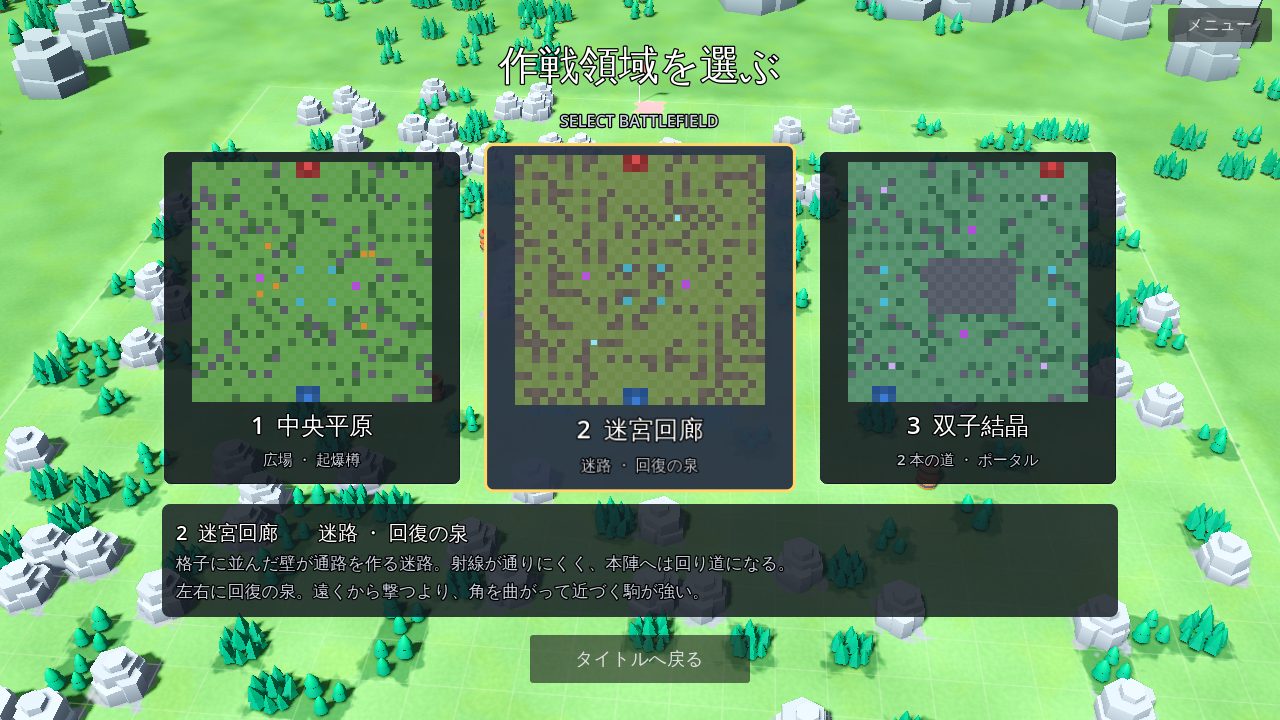 メニュー
作戦領域を選ぶ
SELECT BATTLEFIELD
1 中央平原
広場 · 起爆樽
2 迷宮回廊
迷路 · 回復の泉
3 双子結晶
2 本の道 · ポータル
2 迷宮回廊 迷路 · 回復の泉
格子に並んだ壁が通路を作る迷路。射線が通りにくく、本陣へは回り道になる。
左右に回復の泉。遠くから撃つより、角を曲がって近づく駒が強い。
タイトルへ戻る